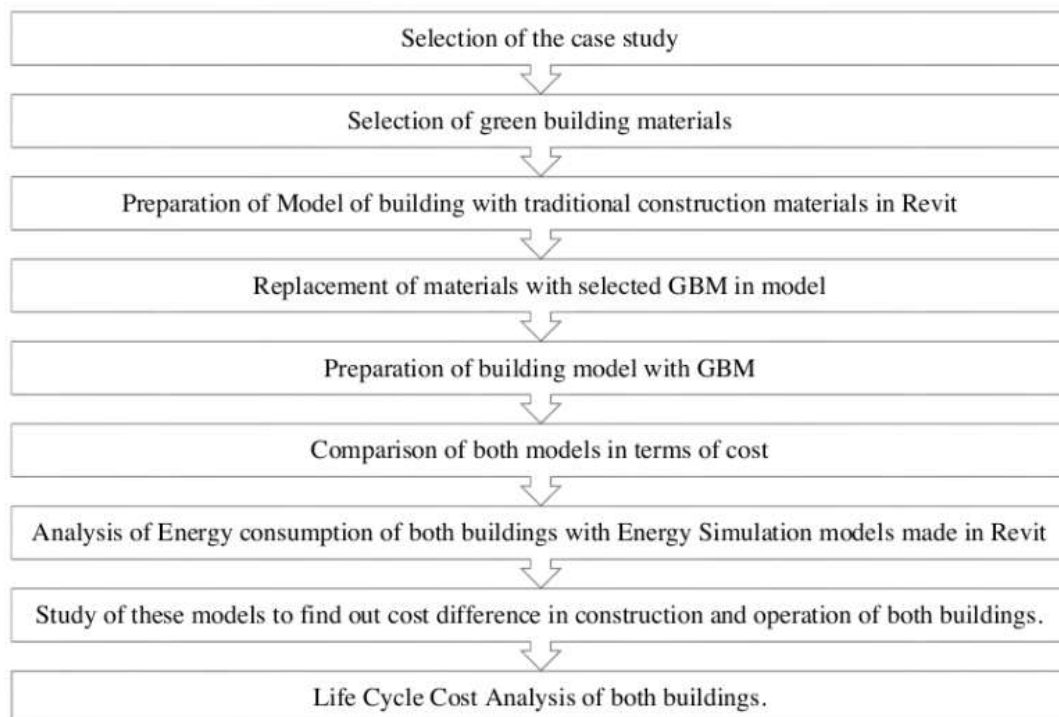 Selection of the case study
Selection of green building materials
Preparation of Model of building with traditional construction materials in Revit
Replacement of materials with selected GBM in model
Preparation of building model with GBM
Comparison of both models in terms of cost
Analysis of Energy consumption of both buildings with Energy Simulation models made in Revit
Study of these models to find out cost difference in construction and operation of both buildings.
Life Cycle Cost Analysis of both buildings.